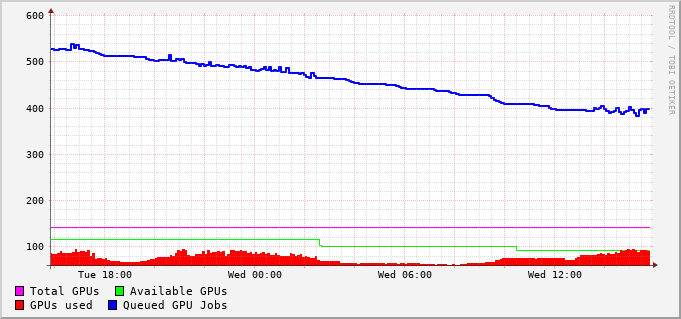 600
500
400
300
200
100
Tue 18:00 Wed 00:00 Wed 06:00 Wed 12:00
Total GPUs Available GPUs
GPUs used Queued GPU Jobs
RRDTOOL / TOBI OETIKER